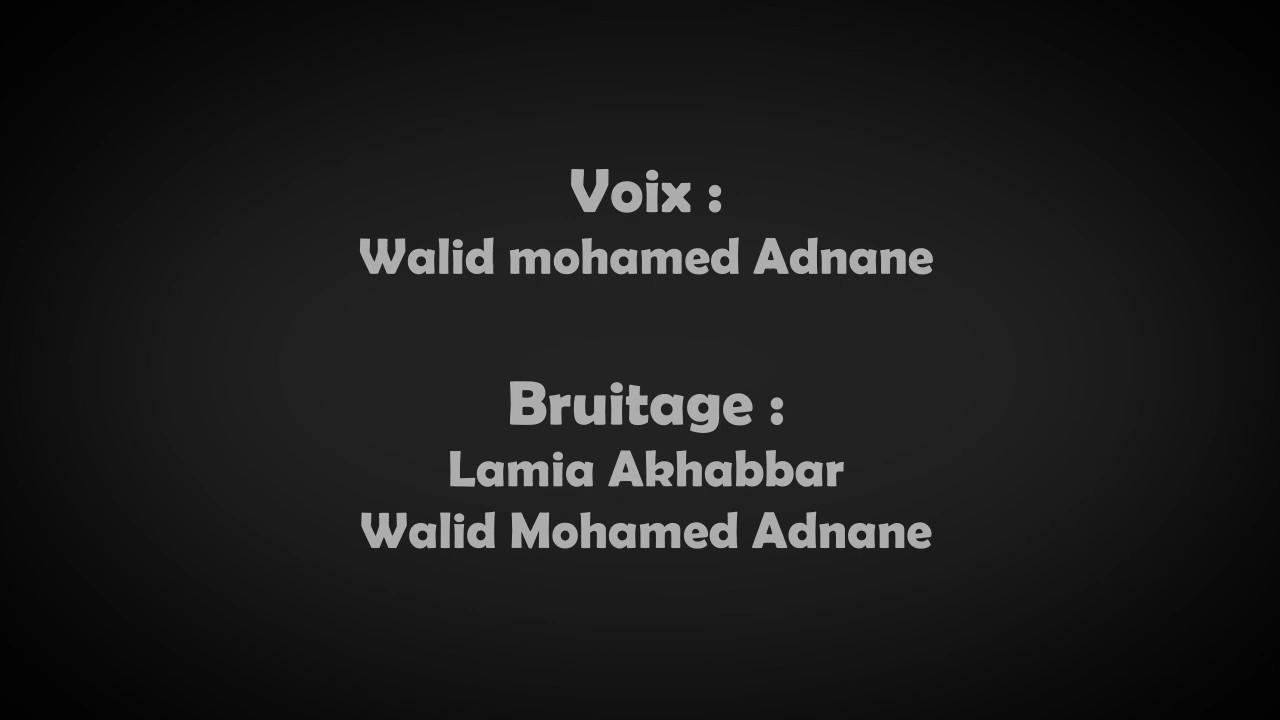 Voix :
Walid mohamed Adnane
Bruitage :
Lamia Akhabbar
Walid Mohamed Adnane